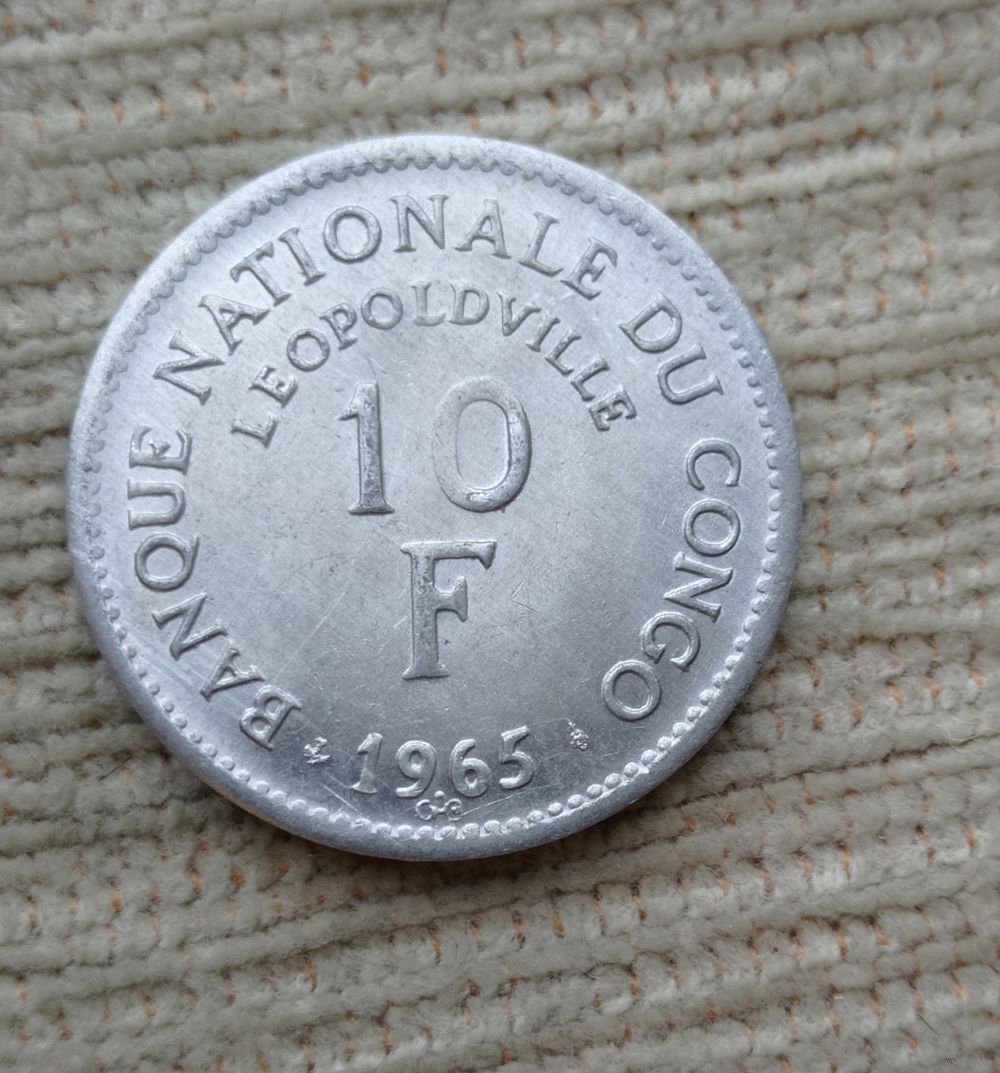 BANQUE NATIONALE DU CONGO
LEOPOLDVILLE
10
F
1965